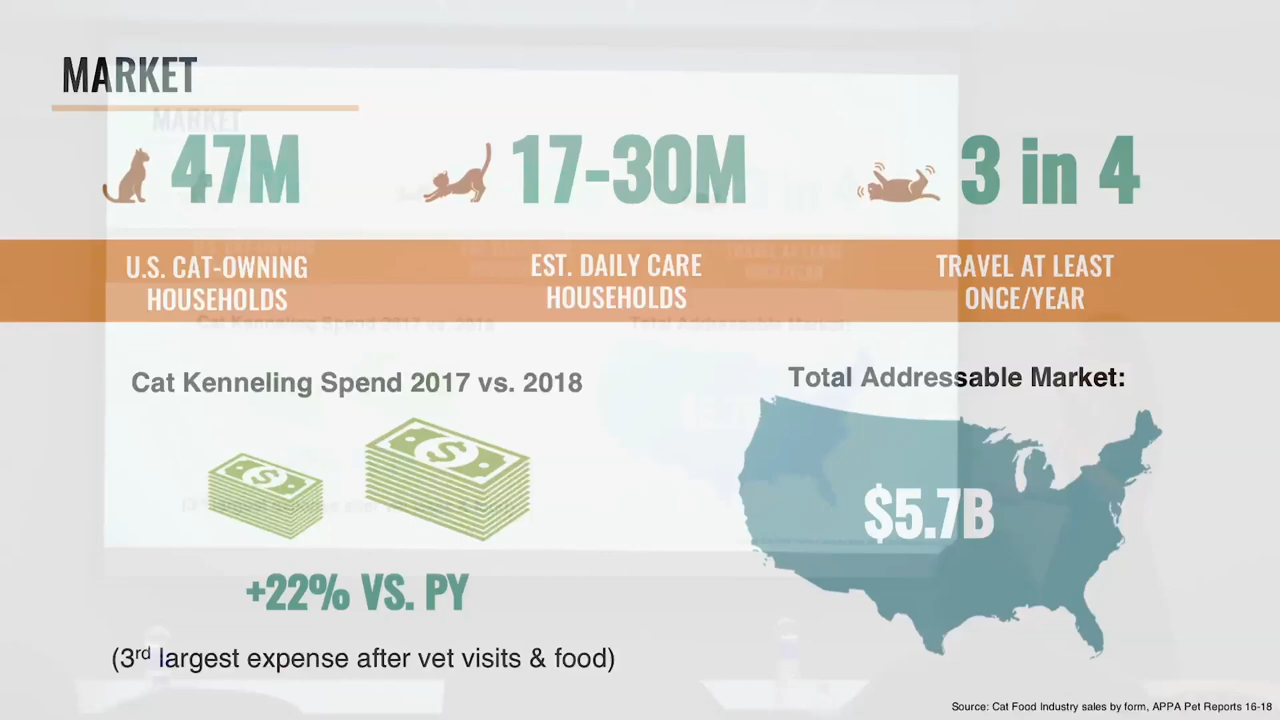 MARKET
47M
17-30M
3 in 4
U.S. CAT-OWNING
HOUSEHOLDS
EST. DAILY CARE
HOUSEHOLDS
TRAVEL AT LEAST
ONCE/YEAR
Cat Kenneling Spend 2017 vs. 2018
+22% VS. PY
(3rd largest expense after vet visits & food)
Total Addressable Market:
$5.7B
Source: Cat Food Industry sales by form, APPA Pet Reports 16-18